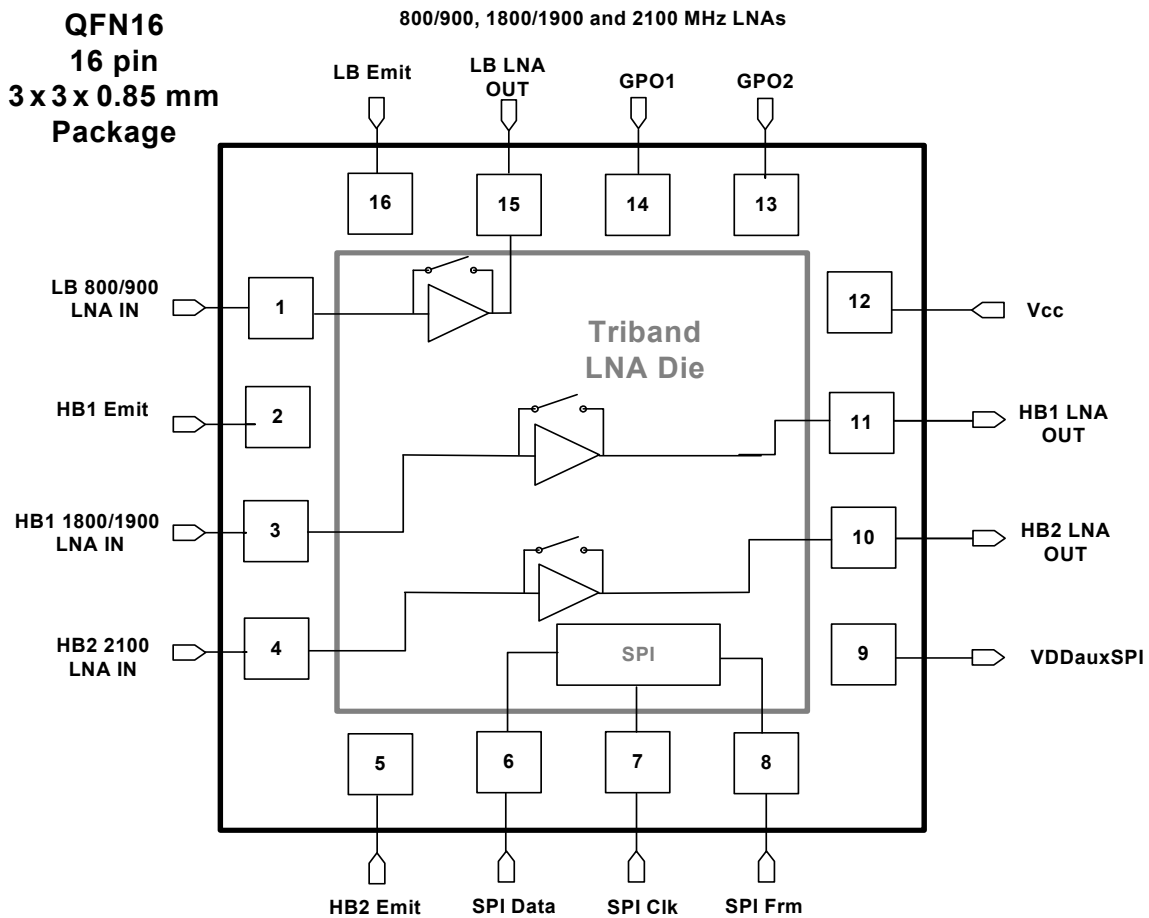 QFN16
16 pin
3 x 3 x 0.85 mm
Package
800/900, 1800/1900 and 2100 MHz LNAs
LB Emit
LB LNA
OUT
GPO1
GPO2
16
15
14
13
LB 800/900
LNA IN
1
12
Vcc
Triband
LNA Die
HB1 Emit
2
11
HB1 LNA
OUT
HB1 1800/1900
LNA IN
3
10
HB2 LNA
OUT
HB2 2100
LNA IN
4
SPI
9
VDDauxSPI
5
6
7
8
HB2 Emit
SPI Data
SPI Clk
SPI Frm